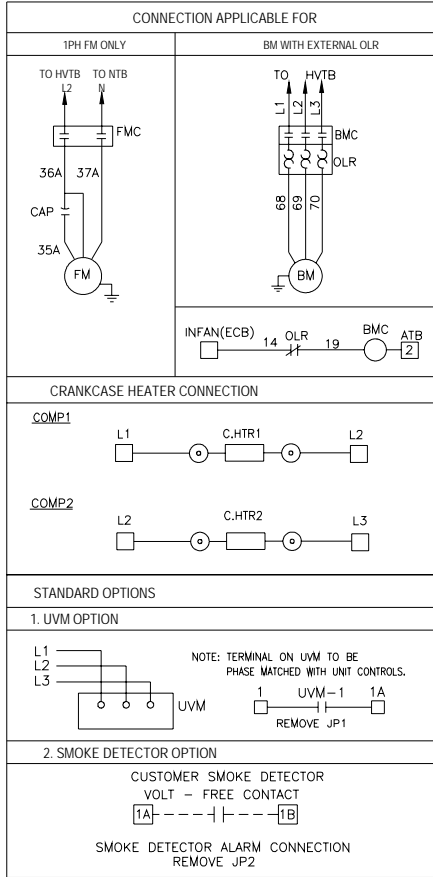 CONNECTION APPLICABLE FOR
1PH FM ONLY
BM WITH EXTERNAL OLR
TO HVTB TO NTB
L2 N
FMC
36A 37A
CAP
35A
FM
TO HVTB
L1 L2 L3
BMC
OLR
68 69 70
BM
INFAN(ECB) 14 OLR 19 BMC ATB
2
CRANKCASE HEATER CONNECTION
COMP1
L1 C.HTR1 L2
COMP2
L2 C.HTR2 L3
STANDARD OPTIONS
1. UVM OPTION
L1
L2
L3
UVM
NOTE: TERMINAL ON UVM TO BE
PHASE MATCHED WITH UNIT CONTROLS.
1 UVM-1 1A
REMOVE JP1
2. SMOKE DETECTOR OPTION
CUSTOMER SMOKE DETECTOR
VOLT - FREE CONTACT
1A 1B
SMOKE DETECTOR ALARM CONNECTION
REMOVE JP2